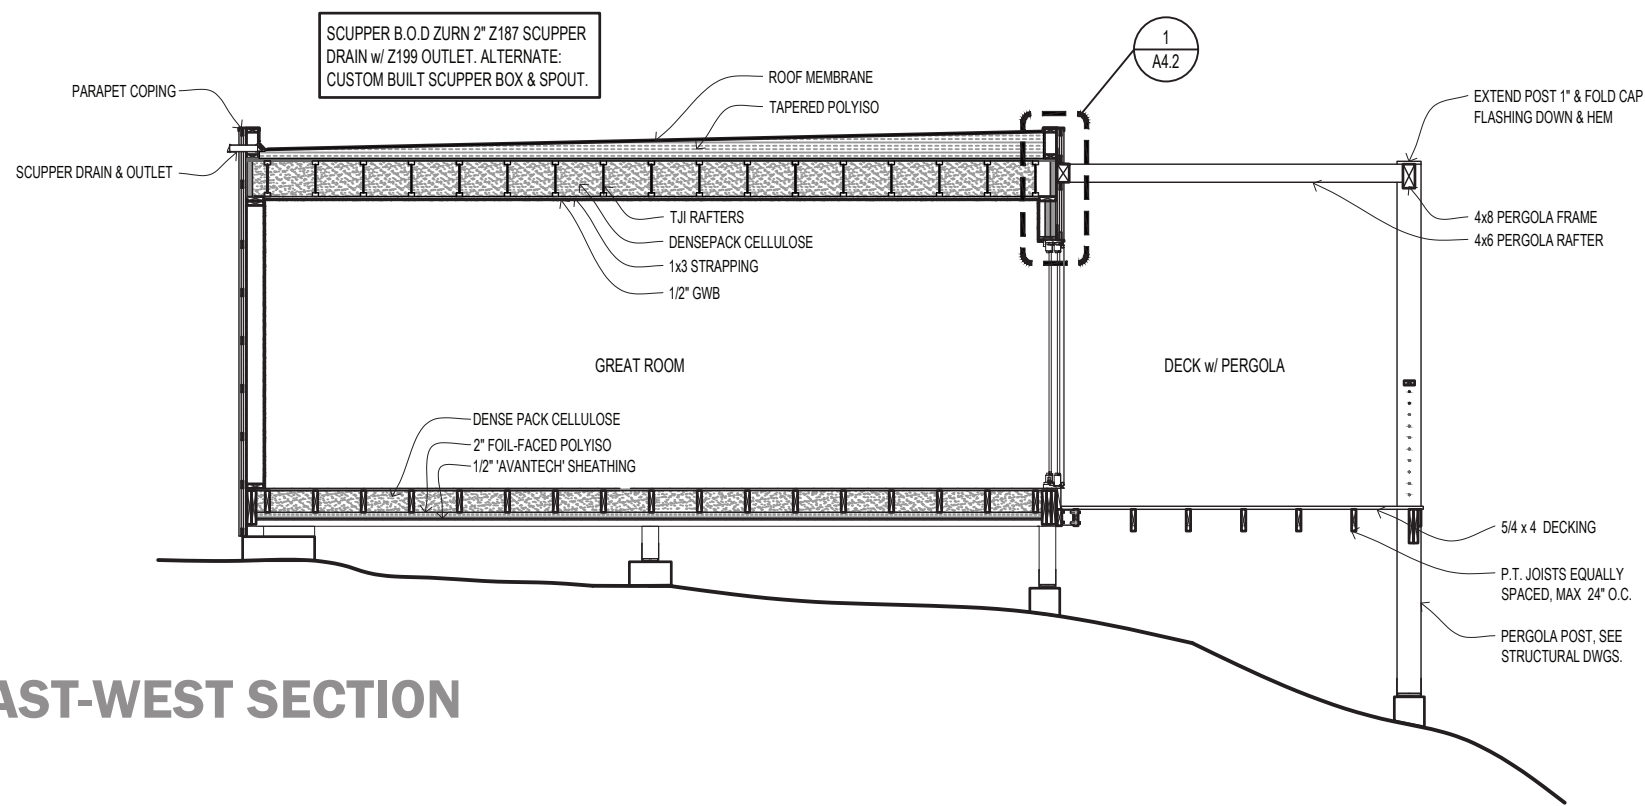 SCUPPER B.O.D ZURN 2" Z187 SCUPPER
DRAIN w/ Z199 OUTLET. ALTERNATE:
CUSTOM BUILT SCUPPER BOX & SPOUT.
1
A4.2
PARAPET COPING
ROOF MEMBRANE
TAPERED POLYISO
EXTEND POST 1" & FOLD CAP
FLASHING DOWN & HEM
SCUPPER DRAIN & OUTLET
TJI RAFTERS
DENSEPACK CELLULOSE
1x3 STRAPPING
1/2" GWB
4x8 PERGOLA FRAME
4x6 PERGOLA RAFTER
GREAT ROOM
DECK w/ PERGOLA
DENSE PACK CELLULOSE
2" FOIL-FACED POLYISO
1/2" 'AVANTECH' SHEATHING
5/4 x 4 DECKING
P.T. JOISTS EQUALLY
SPACED, MAX 24" O.C.
PERGOLA POST, SEE
STRUCTURAL DWGS.
AST-WEST SECTION